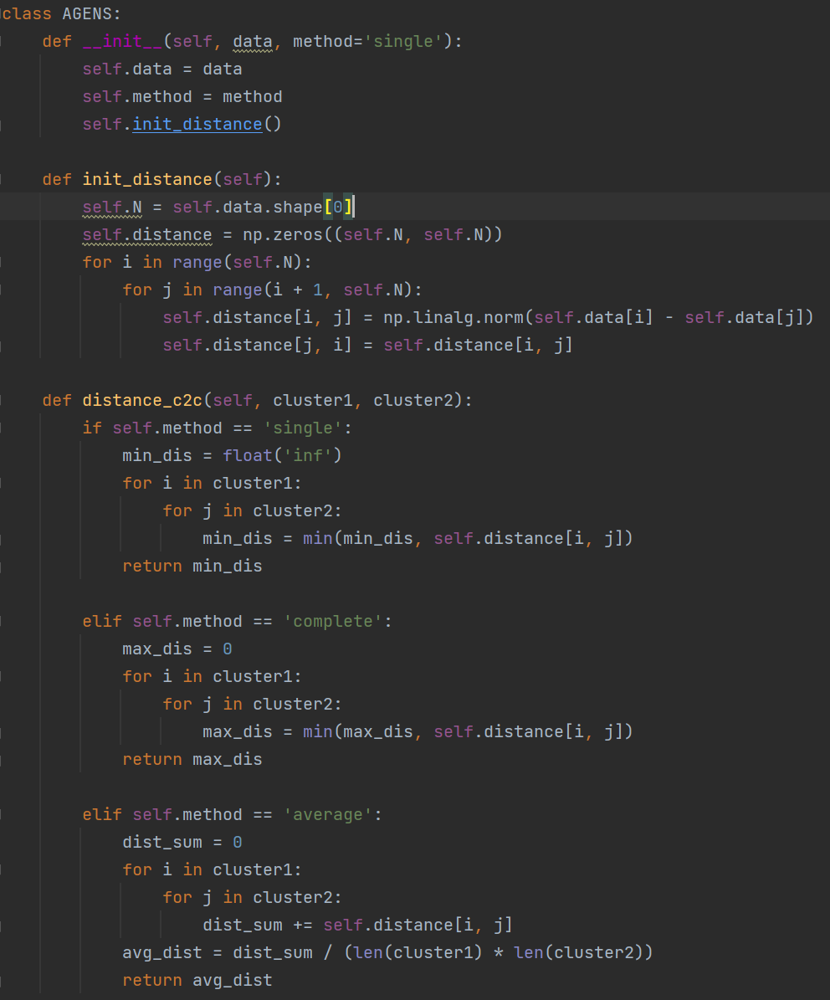 class AGENS:
    def __init__(self, data, method='single'):
        self.data = data
        self.method = method
        self.init_distance()

    def init_distance(self):
        self.N = self.data.shape[0]
        self.distance = np.zeros((self.N, self.N))
        for i in range(self.N):
            for j in range(i + 1, self.N):
                self.distance[i, j] = np.linalg.norm(self.data[i] - self.data[j])
                self.distance[j, i] = self.distance[i, j]

    def distance_c2c(self, cluster1, cluster2):
        if self.method == 'single':
            min_dis = float('inf')
            for i in cluster1:
                for j in cluster2:
                    min_dis = min(min_dis, self.distance[i, j])
            return min_dis

        elif self.method == 'complete':
            max_dis = 0
            for i in cluster1:
                for j in cluster2:
                    max_dis = min(max_dis, self.distance[i, j])
            return max_dis

        elif self.method == 'average':
            dist_sum = 0
            for i in cluster1:
                for j in cluster2:
                    dist_sum += self.distance[i, j]
            avg_dist = dist_sum / (len(cluster1) * len(cluster2))
            return avg_dist